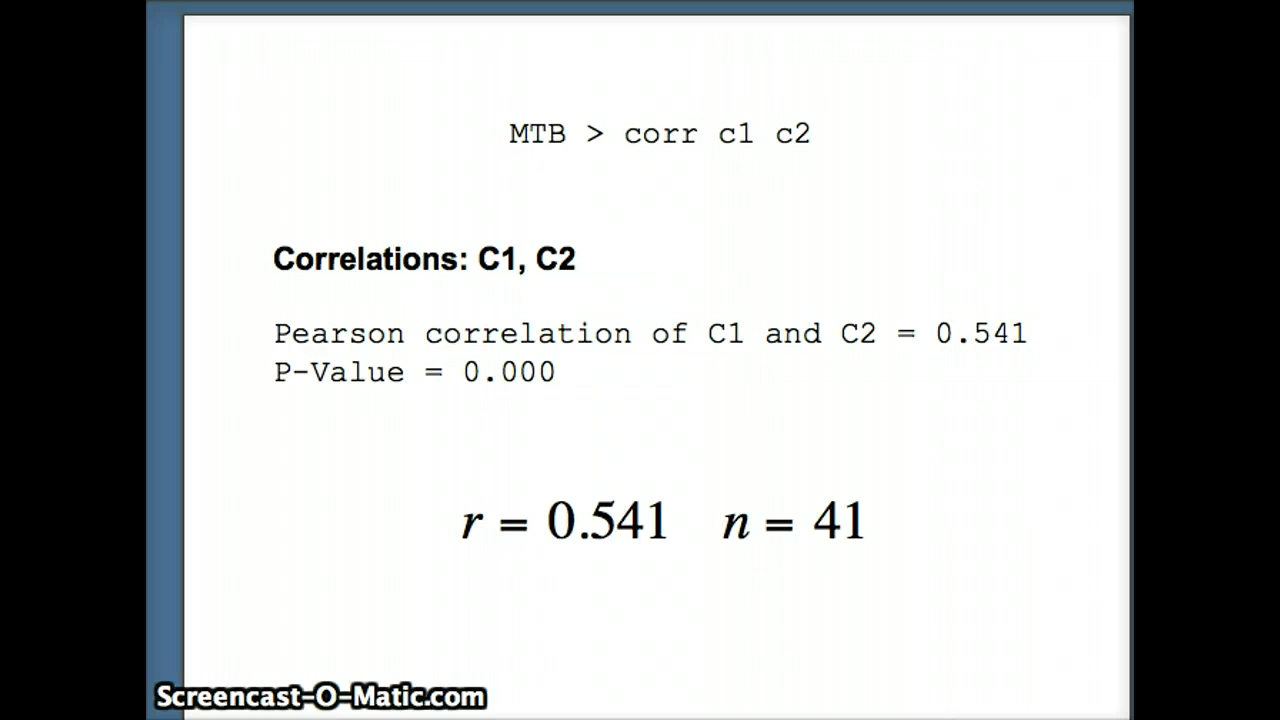 MTB > corr c1 c2
Correlations: C1, C2
Pearson correlation of C1 and C2 = 0.541
P-Value = 0.000
r = 0.541 n = 41
Screencast-O-Matic.com